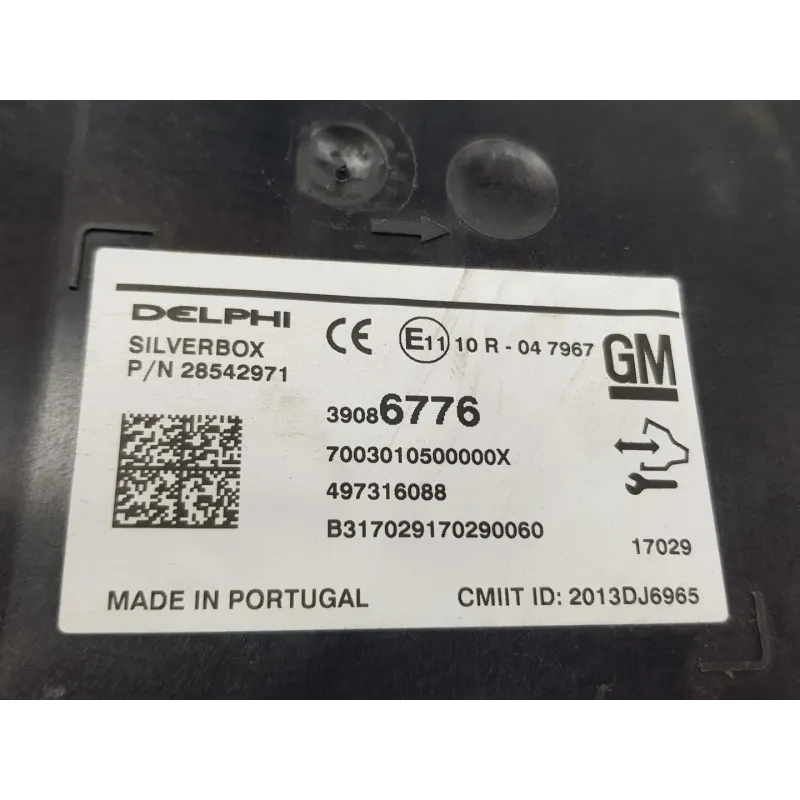 DELPHI
SILVERBOX
P/N 28542971
CE E11 10 R - 04 7967
GM
39086776
7003010500000X
497316088
B317029170290060
17029
MADE IN PORTUGAL
CMIIT ID: 2013DJ6965